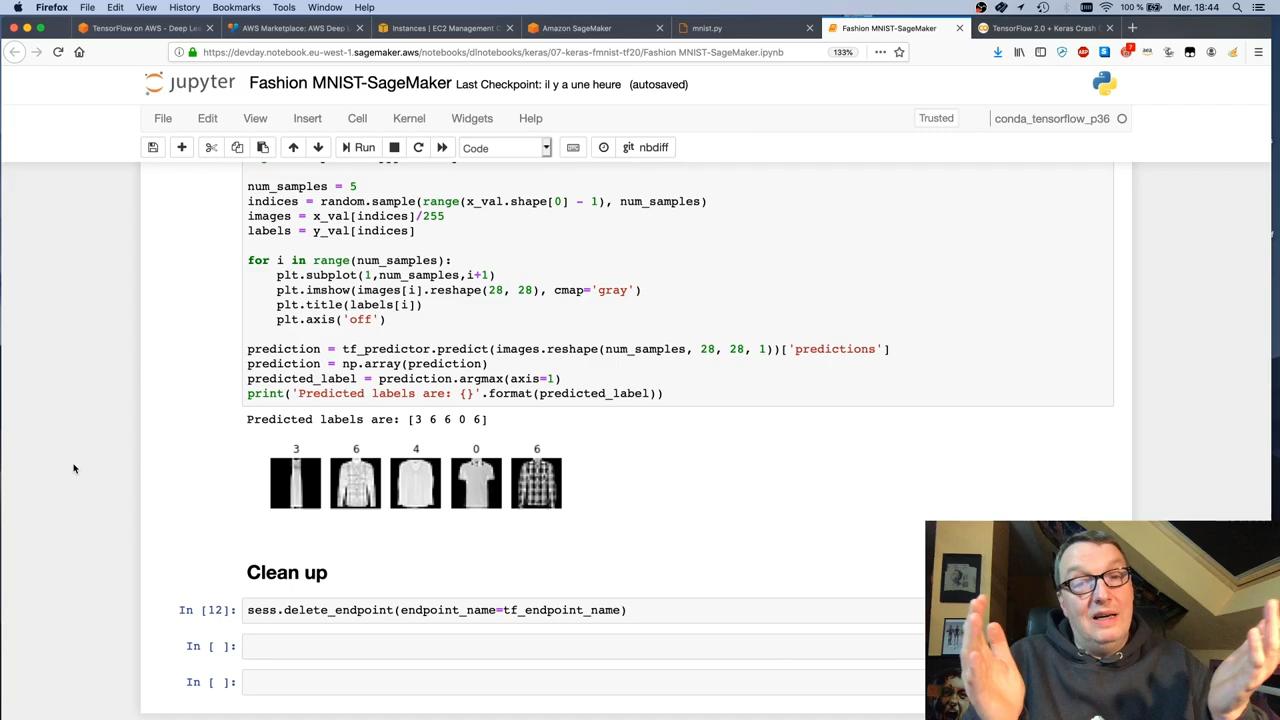 Firefox File Edit View History Bookmarks Tools Window Help 100 % Mer. 18:44
TensorFlow on AWS - Deep Le AWS Marketplace: AWS Deep L Instances | EC2 Management C Amazon SageMaker mnist.py Fashion MNIST-SageMaker TensorFlow 2.0 + Keras Crash C
https://devday.notebook.eu-west-1.sagemaker.aws/notebooks/dlnotebooks/keras/07-keras-fmnist-tf20/Fashion MNIST-SageMaker.ipynb 133%
jupyter Fashion MNIST-SageMaker Last Checkpoint: il y a une heure (autosaved)
File Edit View Insert Cell Kernel Widgets Help Trusted conda_tensorflow_p36
Run Code git nbdiff
num_samples = 5
indices = random.sample(range(x_val.shape[0] - 1), num_samples)
images = x_val[indices]/255
labels = y_val[indices]
for i in range(num_samples):
plt.subplot(1,num_samples,i+1)
plt.imshow(images[i].reshape(28, 28), cmap='gray')
plt.title(labels[i])
plt.axis('off')
prediction = tf_predictor.predict(images.reshape(num_samples, 28, 28, 1))['predictions']
prediction = np.array(prediction)
predicted_label = prediction.argmax(axis=1)
print('Predicted labels are: {}'.format(predicted_label))
Predicted labels are: [3 6 6 0 6]
3 6 4 0 6
Clean up
In [12]: sess.delete_endpoint(endpoint_name=tf_endpoint_name)
In [ ]:
In [ ]: